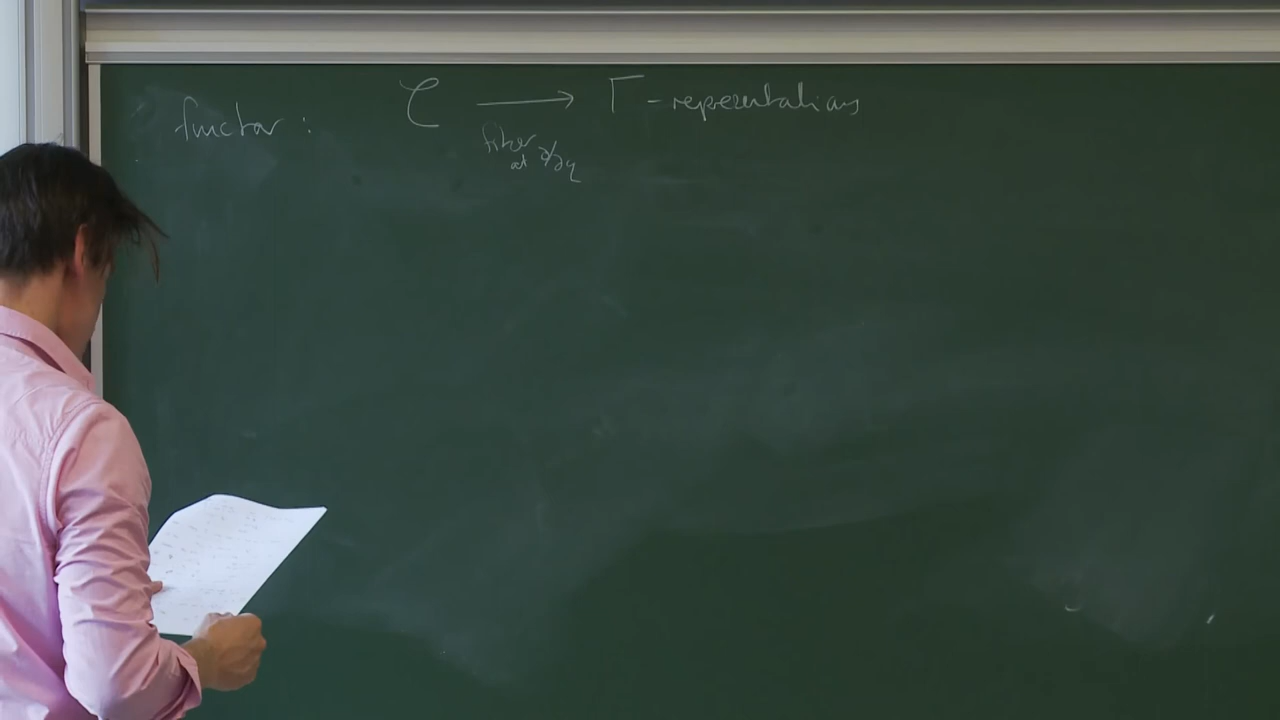 functor : C ⟶ Γ - representations
fiber
at ∂/∂q